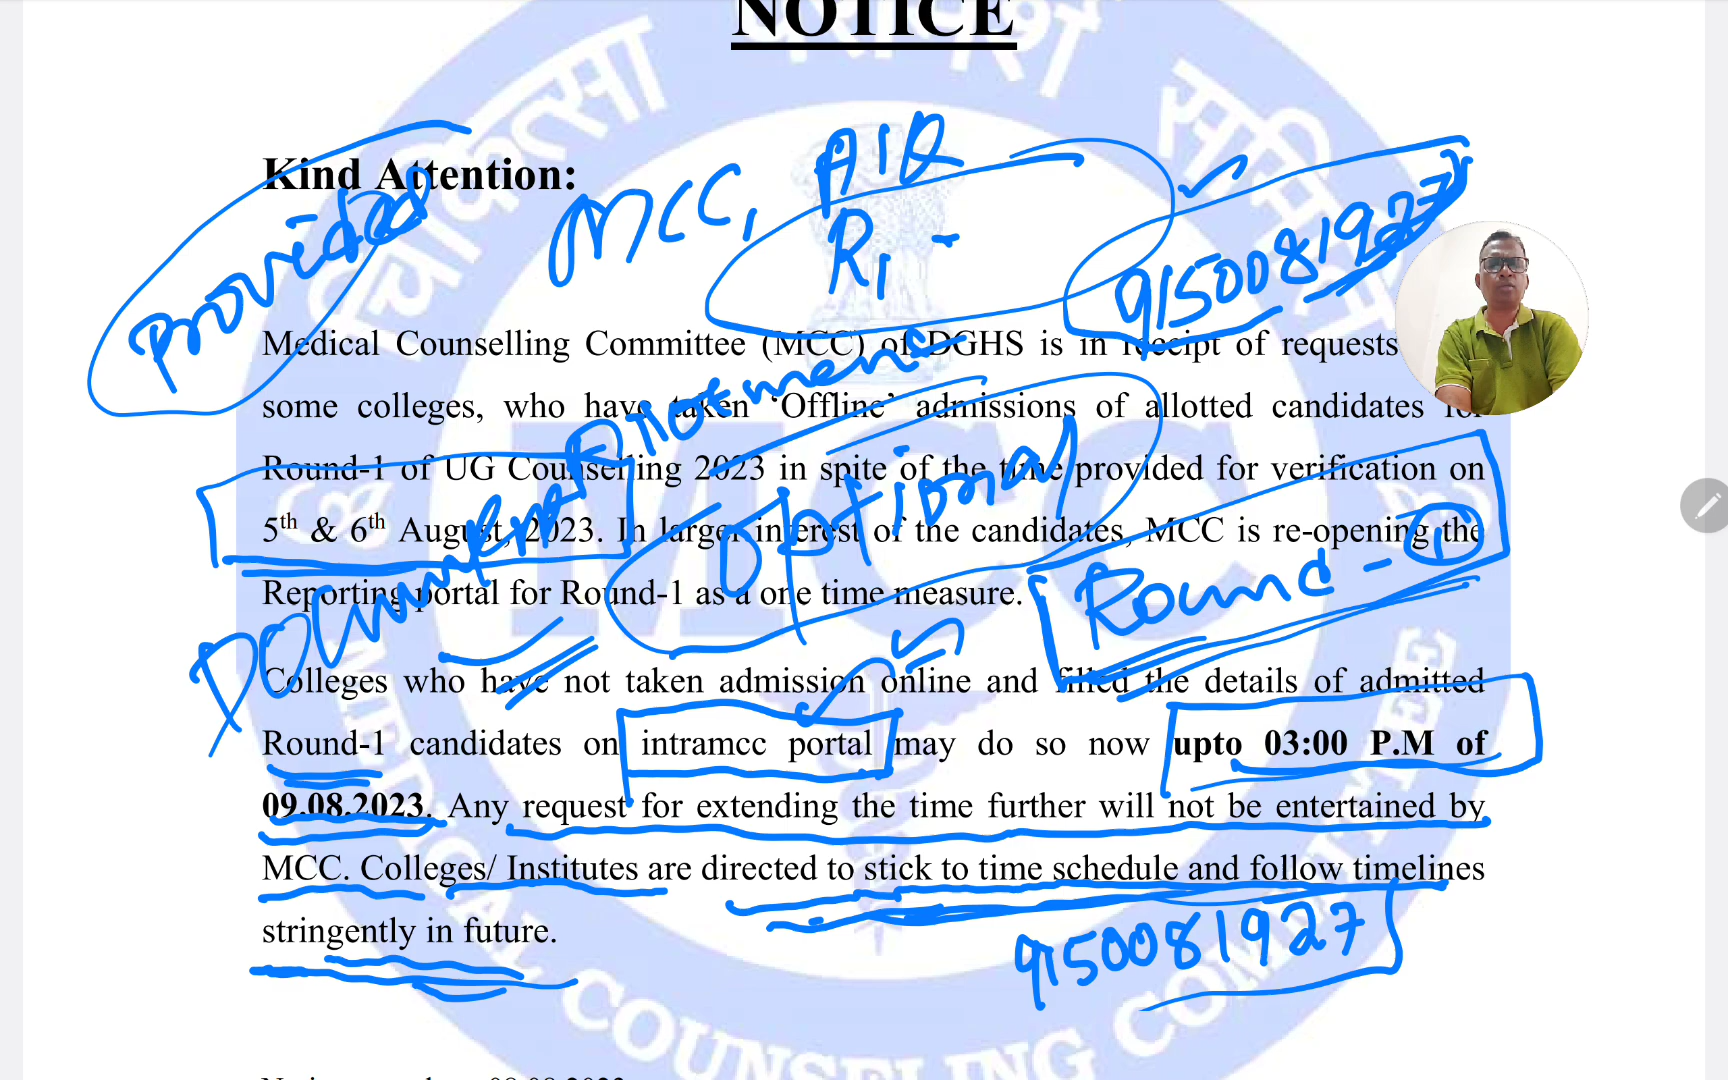 NOTICE
Kind Attention:
MCC, AIQ
R1 -
Provided
9150081927
Medical Counselling Committee (MCC) of DGHS is in receipt of requests
some colleges, who have taken ‘Offline’ admissions of allotted candidates for
Round-1 of UG Counselling 2023 in spite of the time provided for verification on
5th & 6th August, 2023. In larger interest of the candidates, MCC is re-opening the
Reporting portal for Round-1 as a one time measure.
Allotment
Document
Optional
Round - 1
Colleges who have not taken admission online and filled the details of admitted
Round-1 candidates on intramcc portal may do so now upto 03:00 P.M of
09.08.2023. Any request for extending the time further will not be entertained by
MCC. Colleges/ Institutes are directed to stick to time schedule and follow timelines
stringently in future.
9150081927
MCC
MEDICAL COUNSELING COMMITTEE